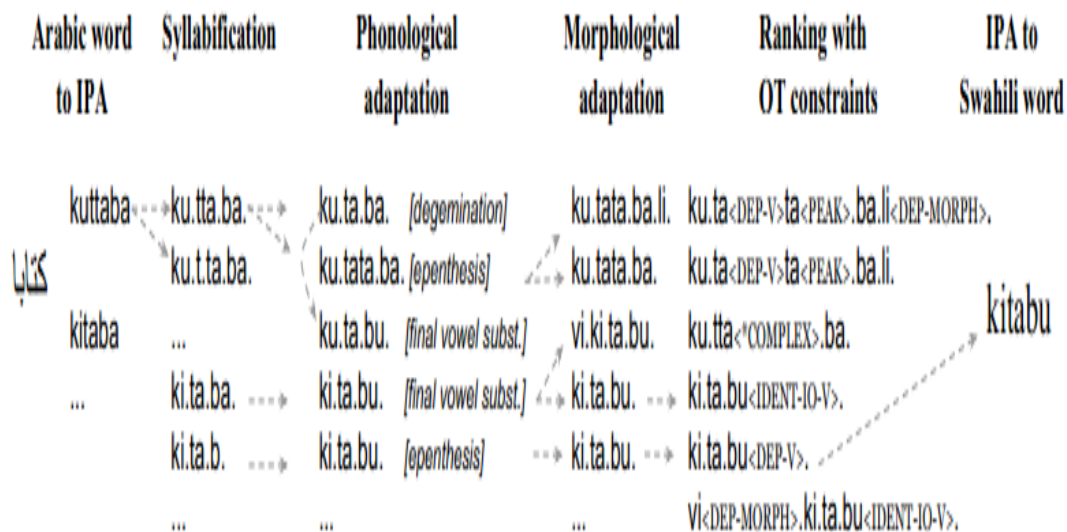 Arabic word to IPA
Syllabification
Phonological adaptation
Morphological adaptation
Ranking with OT constraints
IPA to Swahili word
kuttaba ku.tta.ba. ku.ta.ba. [degemination] ku.tata.ba.li. ku.ta<DEP-V>ta<PEAK>.ba.li<DEP-MORPH>.
ku.t.ta.ba. ku.tata.ba. [epenthesis] ku.tata.ba. ku.ta<DEP-V>ta<PEAK>.ba.li.
كتابا
kitaba ... ku.ta.bu. [final vowel subst.] vi.ki.ta.bu. ku.tta<*COMPLEX>.ba.
kitabu
... ki.ta.ba. ki.ta.bu. [final vowel subst.] ki.ta.bu. ki.ta.bu<IDENT-IO-V>.
ki.ta.b. ki.ta.bu. [epenthesis] ki.ta.bu. ki.ta.bu<DEP-V>.
... ... ... vi<DEP-MORPH>.ki.ta.bu<IDENT-IO-V>.